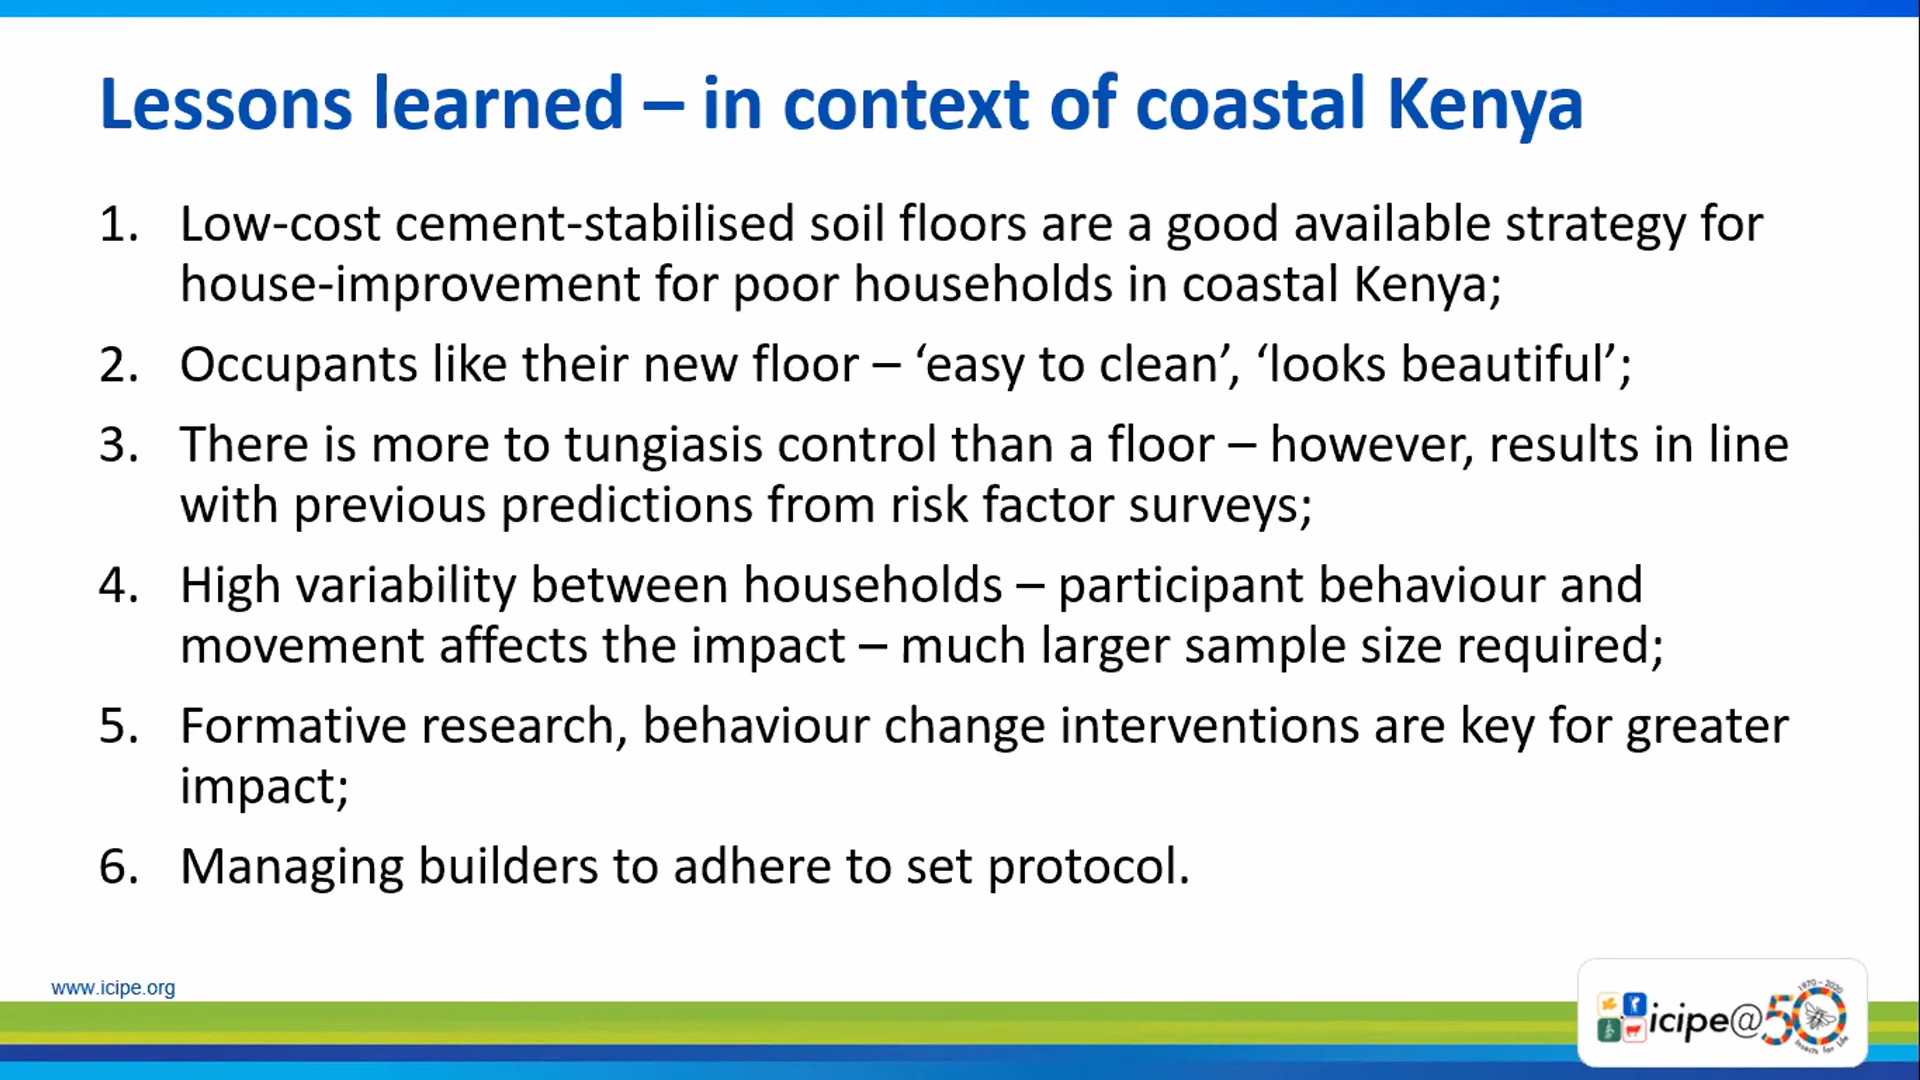 Lessons learned – in context of coastal Kenya
1. Low-cost cement-stabilised soil floors are a good available strategy for
house-improvement for poor households in coastal Kenya;
2. Occupants like their new floor – ‘easy to clean’, ‘looks beautiful’;
3. There is more to tungiasis control than a floor – however, results in line
with previous predictions from risk factor surveys;
4. High variability between households – participant behaviour and
movement affects the impact – much larger sample size required;
5. Formative research, behaviour change interventions are key for greater
impact;
6. Managing builders to adhere to set protocol.
www.icipe.org
1970 - 2020
icipe@50
Insects for Life